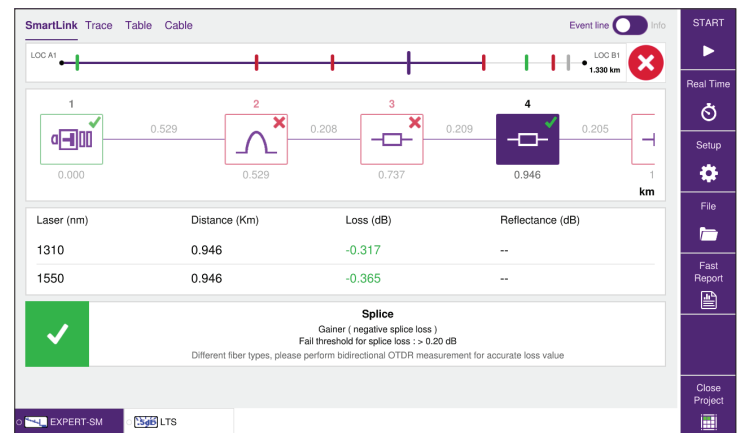 SmartLink Trace Table Cable Event line Info
LOC A1 LOC B1
1.330 km
1 2 3 4
0.529 0.208 0.209 0.205
0.000 0.529 0.737 0.946 1
km
Laser (nm) Distance (Km) Loss (dB) Reflectance (dB)
1310 0.946 -0.317 --
1550 0.946 -0.365 --
Splice
Gainer ( negative splice loss )
Fail threshold for splice loss : > 0.20 dB
Different fiber types, please perform bidirectional OTDR measurement for accurate loss value
EXPERT-SM LTS
START
Real Time
Setup
File
Fast
Report
Close
Project